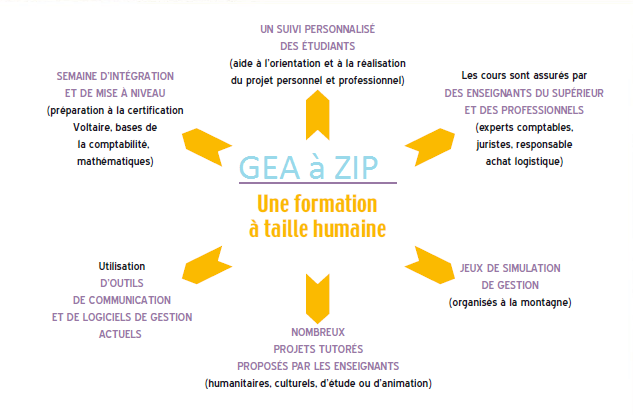 UN SUIVI PERSONNALISÉ
DES ÉTUDIANTS
(aide à l'orientation et à la réalisation
du projet personnel et professionnel)
SEMAINE D'INTÉGRATION
ET DE MISE À NIVEAU
(préparation à la certification
Voltaire, bases de
la comptabilité,
mathématiques)
Les cours sont assurés par
DES ENSEIGNANTS DU SUPÉRIEUR
ET DES PROFESSIONNELS
(experts comptables,
juristes, responsable
achat logistique)
GEA à ZIP
Une formation
à taille humaine
Utilisation
D'OUTILS
DE COMMUNICATION
ET DE LOGICIELS DE GESTION
ACTUELS
JEUX DE SIMULATION
DE GESTION
(organisés à la montagne)
NOMBREUX
PROJETS TUTORÉS
PROPOSÉS PAR LES ENSEIGNANTS
(humanitaires, culturels, d'étude ou d'animation)